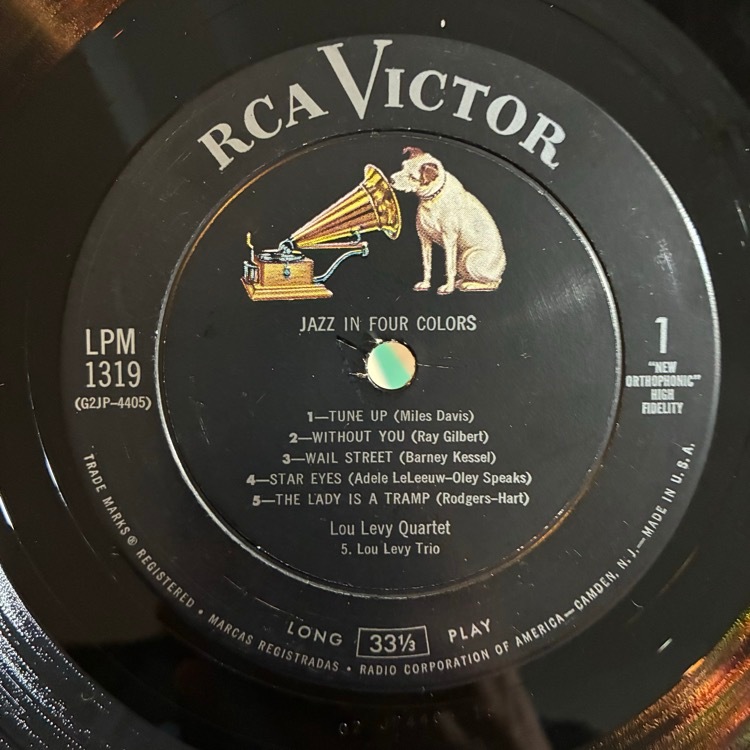 RCA VICTOR
JAZZ IN FOUR COLORS
LPM
1319
(G2JP-4405)
1
"NEW
ORTHOPHONIC"
HIGH
FIDELITY
1—TUNE UP (Miles Davis)
2—WITHOUT YOU (Ray Gilbert)
3—WAIL STREET (Barney Kessel)
4—STAR EYES (Adele LeLeeuw-Oley Speaks)
5—THE LADY IS A TRAMP (Rodgers-Hart)
Lou Levy Quartet
5. Lou Levy Trio
LONG 33⅓ PLAY
TRADE MARKS® REGISTERED • MARCAS REGISTRADAS • RADIO CORPORATION OF AMERICA—CAMDEN, N. J.—MADE IN U. S. A.